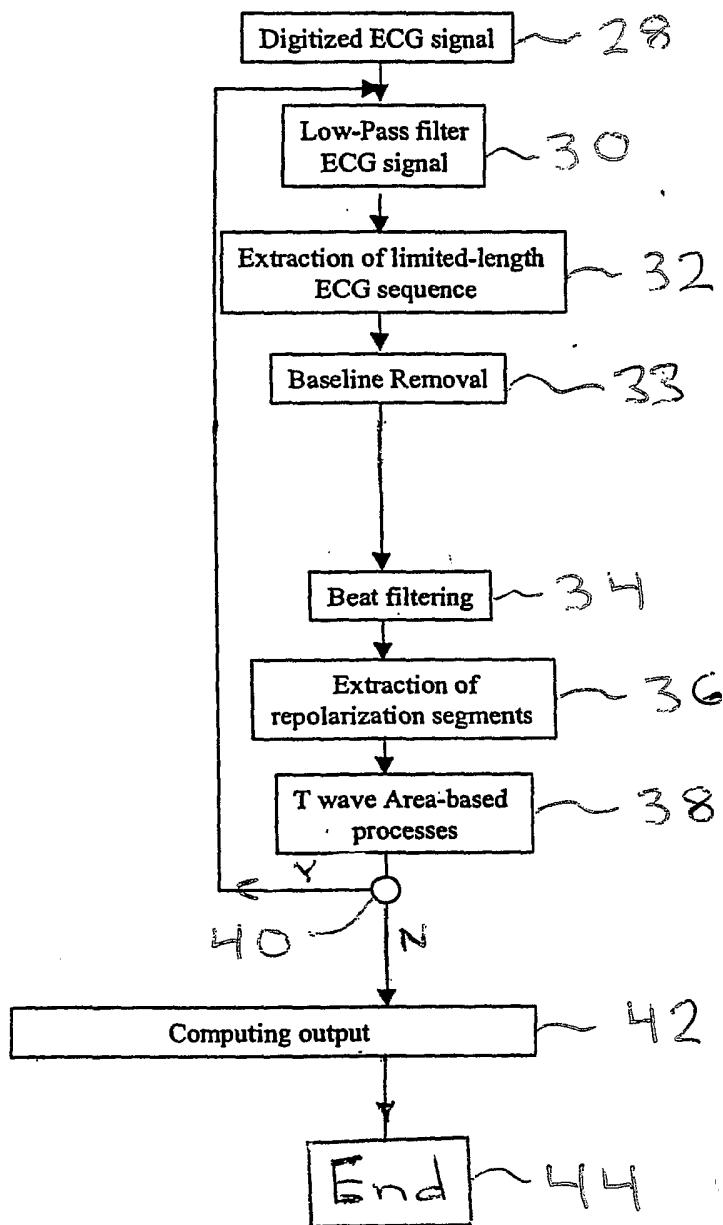 Digitized ECG signal 28
Low-Pass filter
ECG signal 30
Extraction of limited-length
ECG sequence 32
Baseline Removal 33
Beat filtering 34
Extraction of
repolarization segments 36
T wave Area-based
processes 38
Y
40
N
Computing output 42
End 44